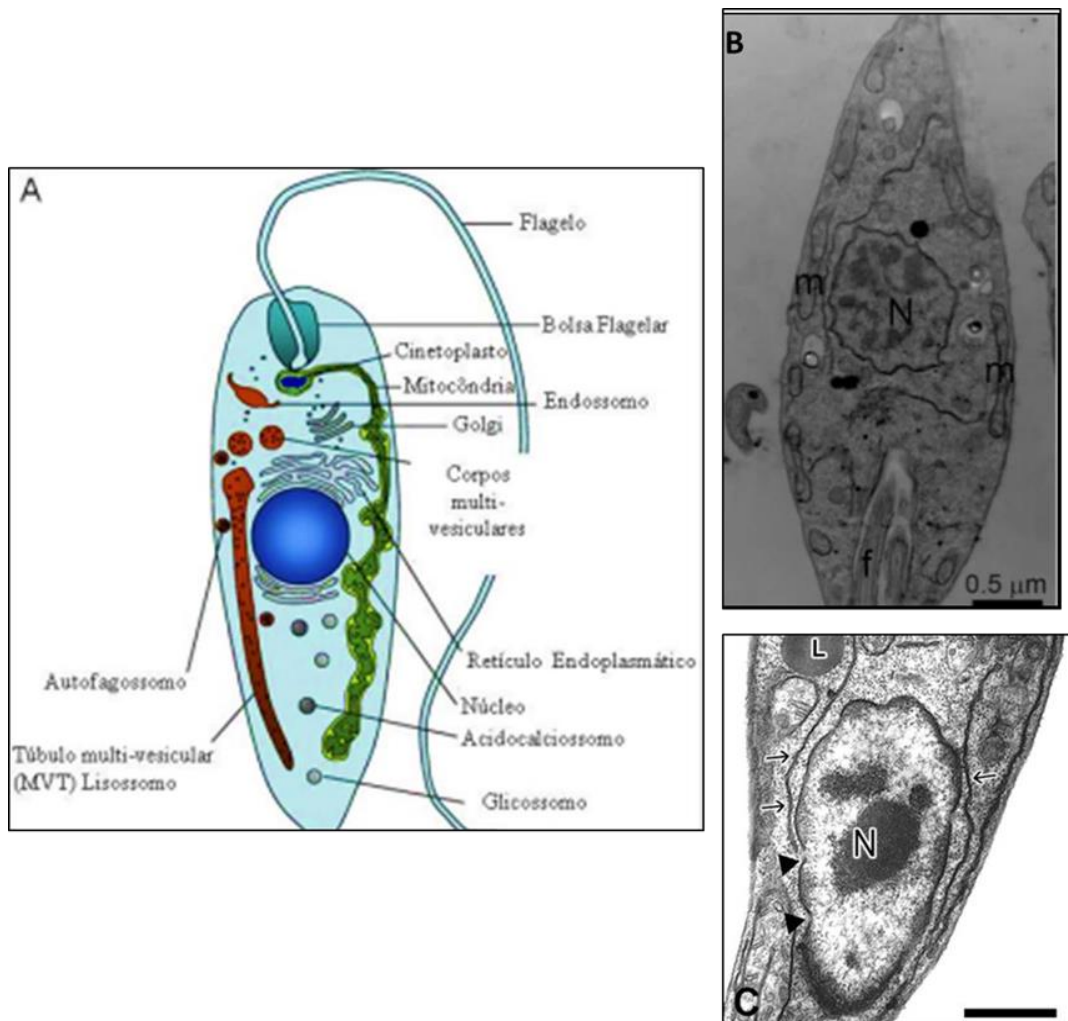 A
Flagelo
Bolsa Flagelar
Cinetoplasto
Mitocôndria
Endossomo
Golgi
Corpos
multi-
vesiculares
Retículo Endoplasmático
Autofagossomo
Núcleo
Acidocalciossomo
Túbulo multi-vesicular
(MVT) Lisossomo
Glicossomo
B
m
N
m
f
0.5 μm
L
N
C